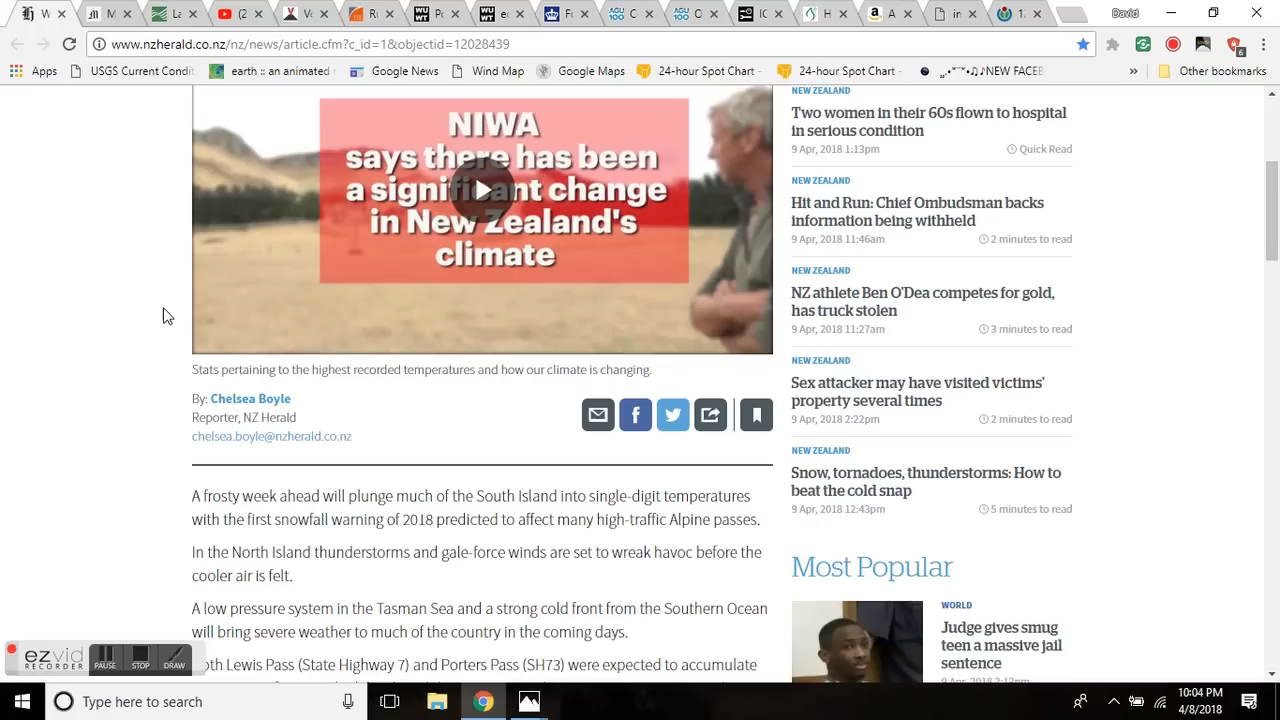 W
M
La
(2
V
Ri
Po
e
Fi
C
O
IC
H
A
in
1
David
www.nzherald.co.nz/nz/news/article.cfm?c_id=1&objectid=12028439
6
Apps
USGS Current Condit
earth :: an animated
Google News
Wind Map
Google Maps
24-hour Spot Chart -
24-hour Spot Chart -
NEW FACEB
»
Other bookmarks
NIWA
says there has been
a significant change
in New Zealand's
climate
Stats pertaining to the highest recorded temperatures and how our climate is changing.
By: Chelsea Boyle
Reporter, NZ Herald
chelsea.boyle@nzherald.co.nz
A frosty week ahead will plunge much of the South Island into single-digit temperatures
with the first snowfall warning of 2018 predicted to affect many high-traffic Alpine passes.
In the North Island thunderstorms and gale-force winds are set to wreak havoc before the
cooler air is felt.
A low pressure system in the Tasman Sea and a strong cold front from the Southern Ocean
will bring severe weather to much of the country in the coming days.
oth Lewis Pass (State Highway 7) and Porters Pass (SH73) were expected to accumulate
NEW ZEALAND
Two women in their 60s flown to hospital
in serious condition
9 Apr, 2018 1:13pm
Quick Read
NEW ZEALAND
Hit and Run: Chief Ombudsman backs
information being withheld
9 Apr, 2018 11:46am
2 minutes to read
NEW ZEALAND
NZ athlete Ben O'Dea competes for gold,
has truck stolen
9 Apr, 2018 11:27am
3 minutes to read
NEW ZEALAND
Sex attacker may have visited victims'
property several times
9 Apr, 2018 2:22pm
2 minutes to read
NEW ZEALAND
Snow, tornadoes, thunderstorms: How to
beat the cold snap
9 Apr, 2018 12:43pm
5 minutes to read
Most Popular
WORLD
Judge gives smug
teen a massive jail
sentence
9 Apr, 2018 2:12pm
ezvid
RECORDER
PAUSE
STOP
DRAW
Type here to search
10:04 PM
4/8/2018